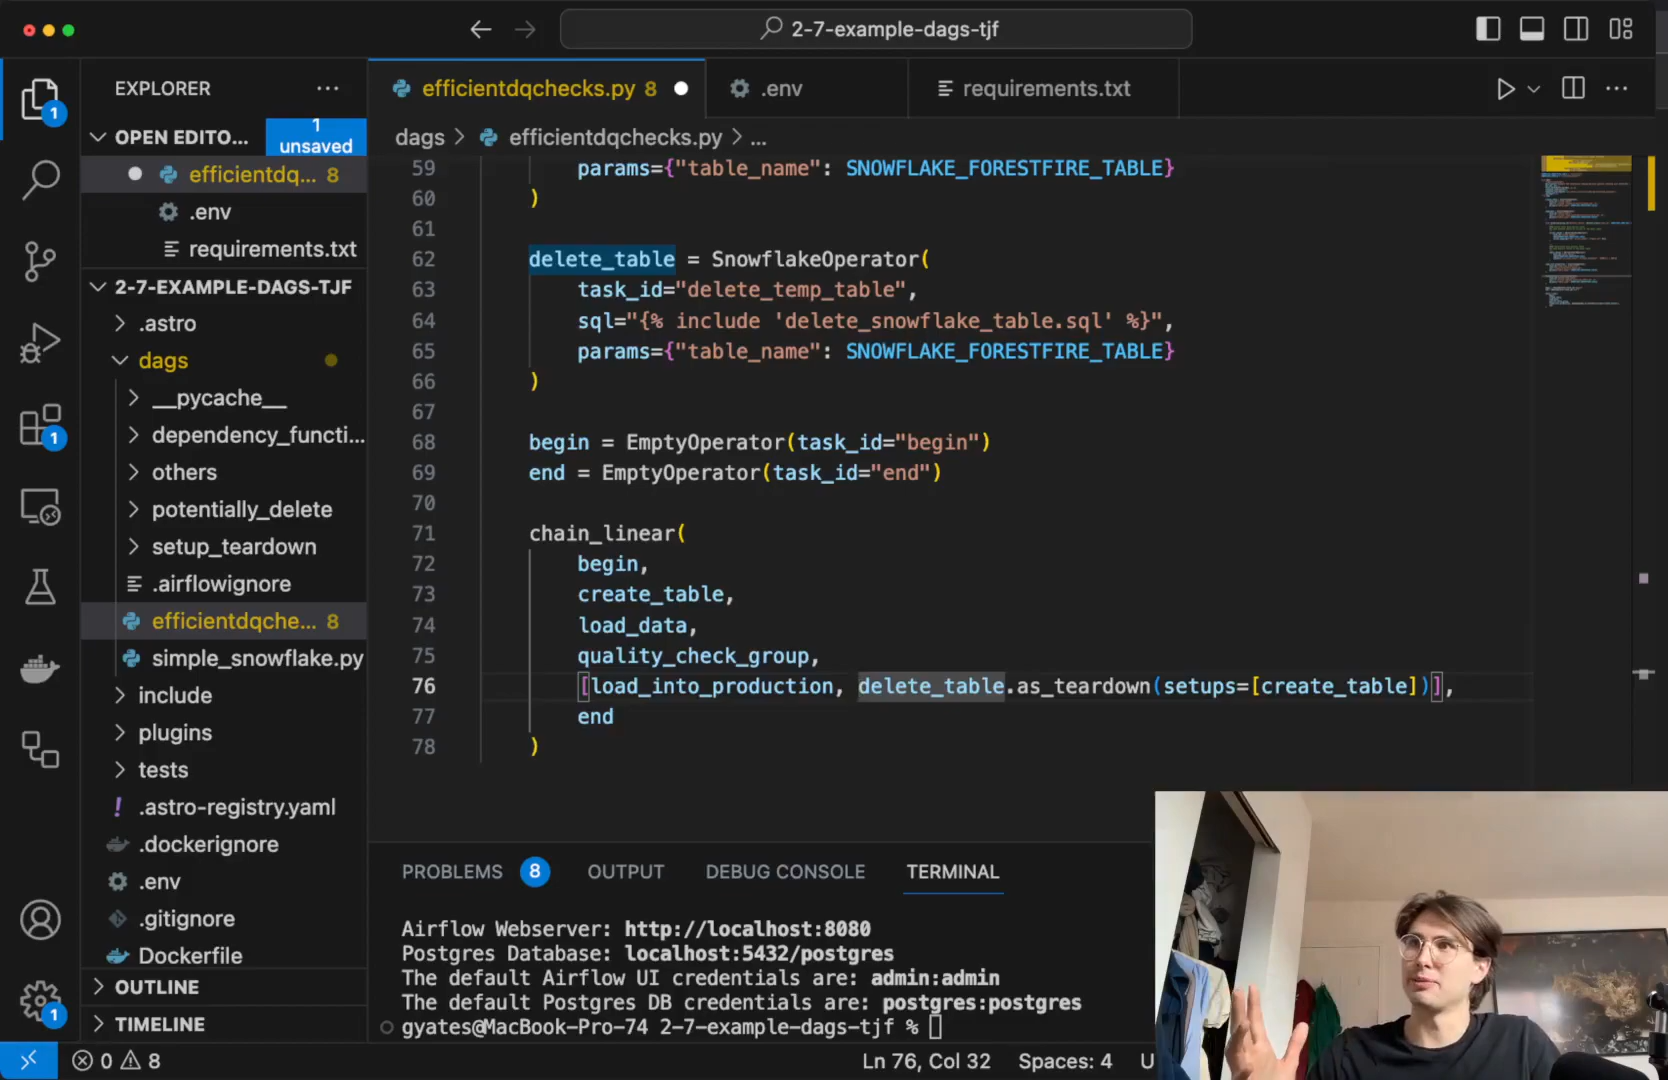 2-7-example-dags-tjf
EXPLORER
OPEN EDITO...
1
unsaved
efficientdq... 8
.env
requirements.txt
2-7-EXAMPLE-DAGS-TJF
.astro
dags
__pycache__
dependency_functi...
others
potentially_delete
setup_teardown
.airflowignore
efficientdqche... 8
simple_snowflake.py
include
plugins
tests
.astro-registry.yaml
.dockerignore
.env
.gitignore
Dockerfile
OUTLINE
TIMELINE
1
1
1
efficientdqchecks.py 8
.env
requirements.txt
dags > efficientdqchecks.py > ...
59 params={"table_name": SNOWFLAKE_FORESTFIRE_TABLE}
60 )
61
62 delete_table = SnowflakeOperator(
63 task_id="delete_temp_table",
64 sql="{% include 'delete_snowflake_table.sql' %}",
65 params={"table_name": SNOWFLAKE_FORESTFIRE_TABLE}
66 )
67
68 begin = EmptyOperator(task_id="begin")
69 end = EmptyOperator(task_id="end")
70
71 chain_linear(
72 begin,
73 create_table,
74 load_data,
75 quality_check_group,
76 [load_into_production, delete_table.as_teardown(setups=[create_table])],
77 end
78 )
PROBLEMS 8 OUTPUT DEBUG CONSOLE TERMINAL
Airflow Webserver: http://localhost:8080
Postgres Database: localhost:5432/postgres
The default Airflow UI credentials are: admin:admin
The default Postgres DB credentials are: postgres:postgres
gyates@MacBook-Pro-74 2-7-example-dags-tjf %
0 8
Ln 76, Col 32 Spaces: 4 U